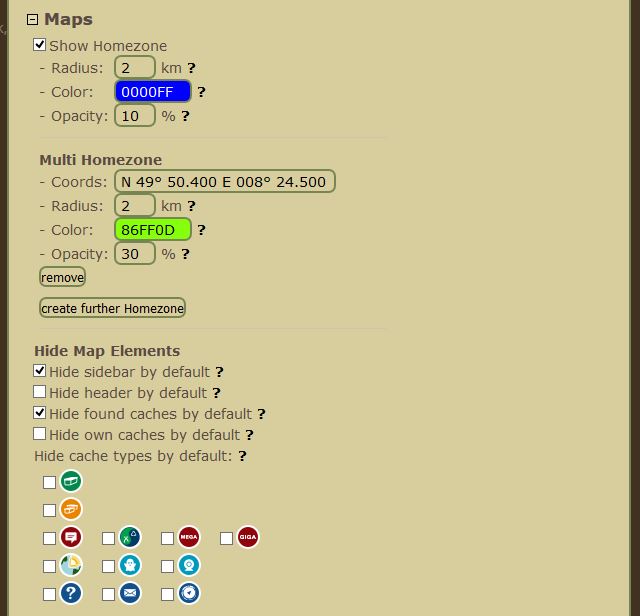 Maps
Show Homezone
- Radius: 2 km ?
- Color: 0000FF ?
- Opacity: 10 % ?
Multi Homezone
- Coords: N 49° 50.400 E 008° 24.500
- Radius: 2 km ?
- Color: 86FF0D ?
- Opacity: 30 % ?
remove
create further Homezone
Hide Map Elements
Hide sidebar by default ?
Hide header by default ?
Hide found caches by default ?
Hide own caches by default ?
Hide cache types by default: ?
MEGA GIGA
?